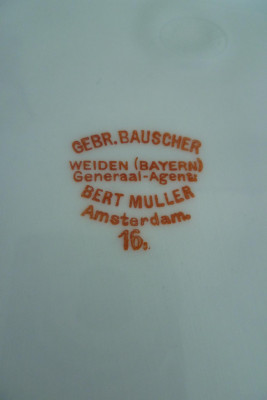 GEBR. BAUSCHER
WEIDEN (BAYERN)
Generaal-Agent:
BERT MULLER
Amsterdam.
16.